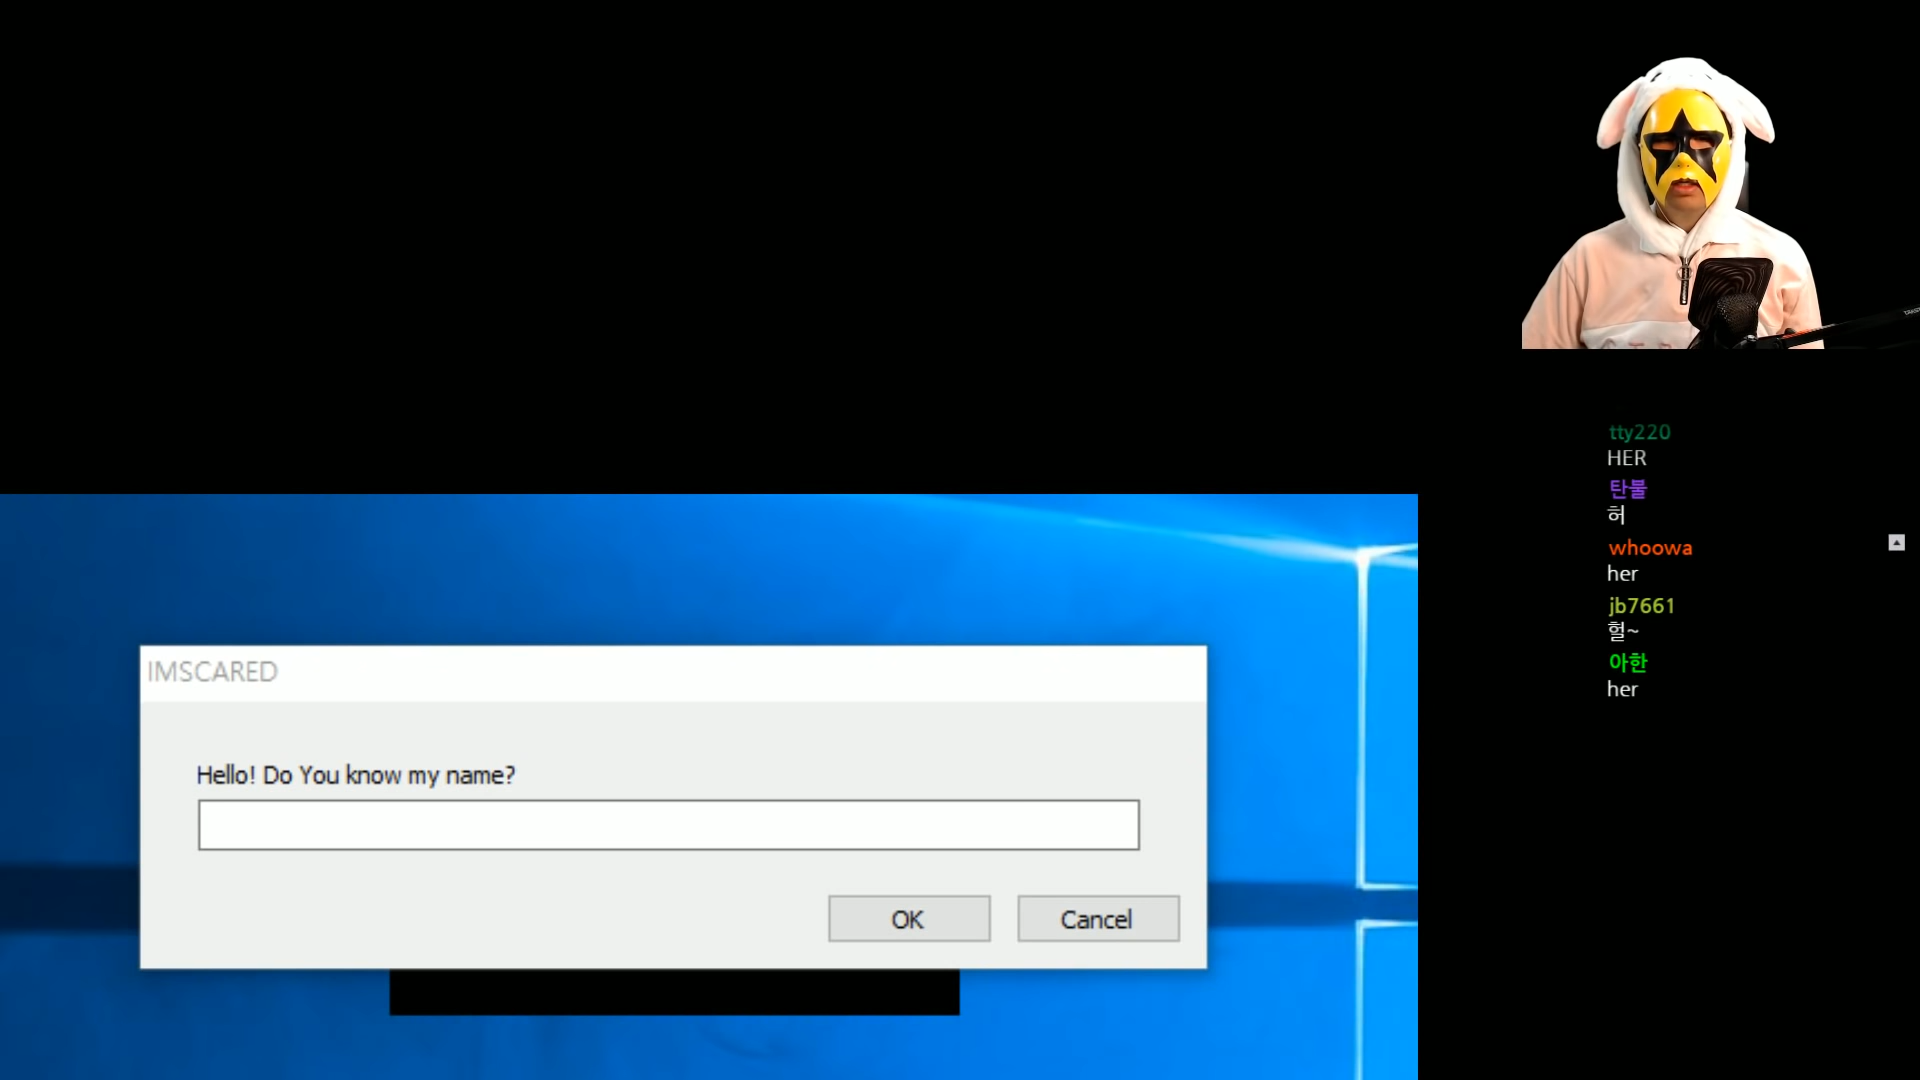 IMSCARED
Hello! Do You know my name?
OK
Cancel
tty220
HER
탄불
허
whoowa
her
jb7661
헐~
아한
her